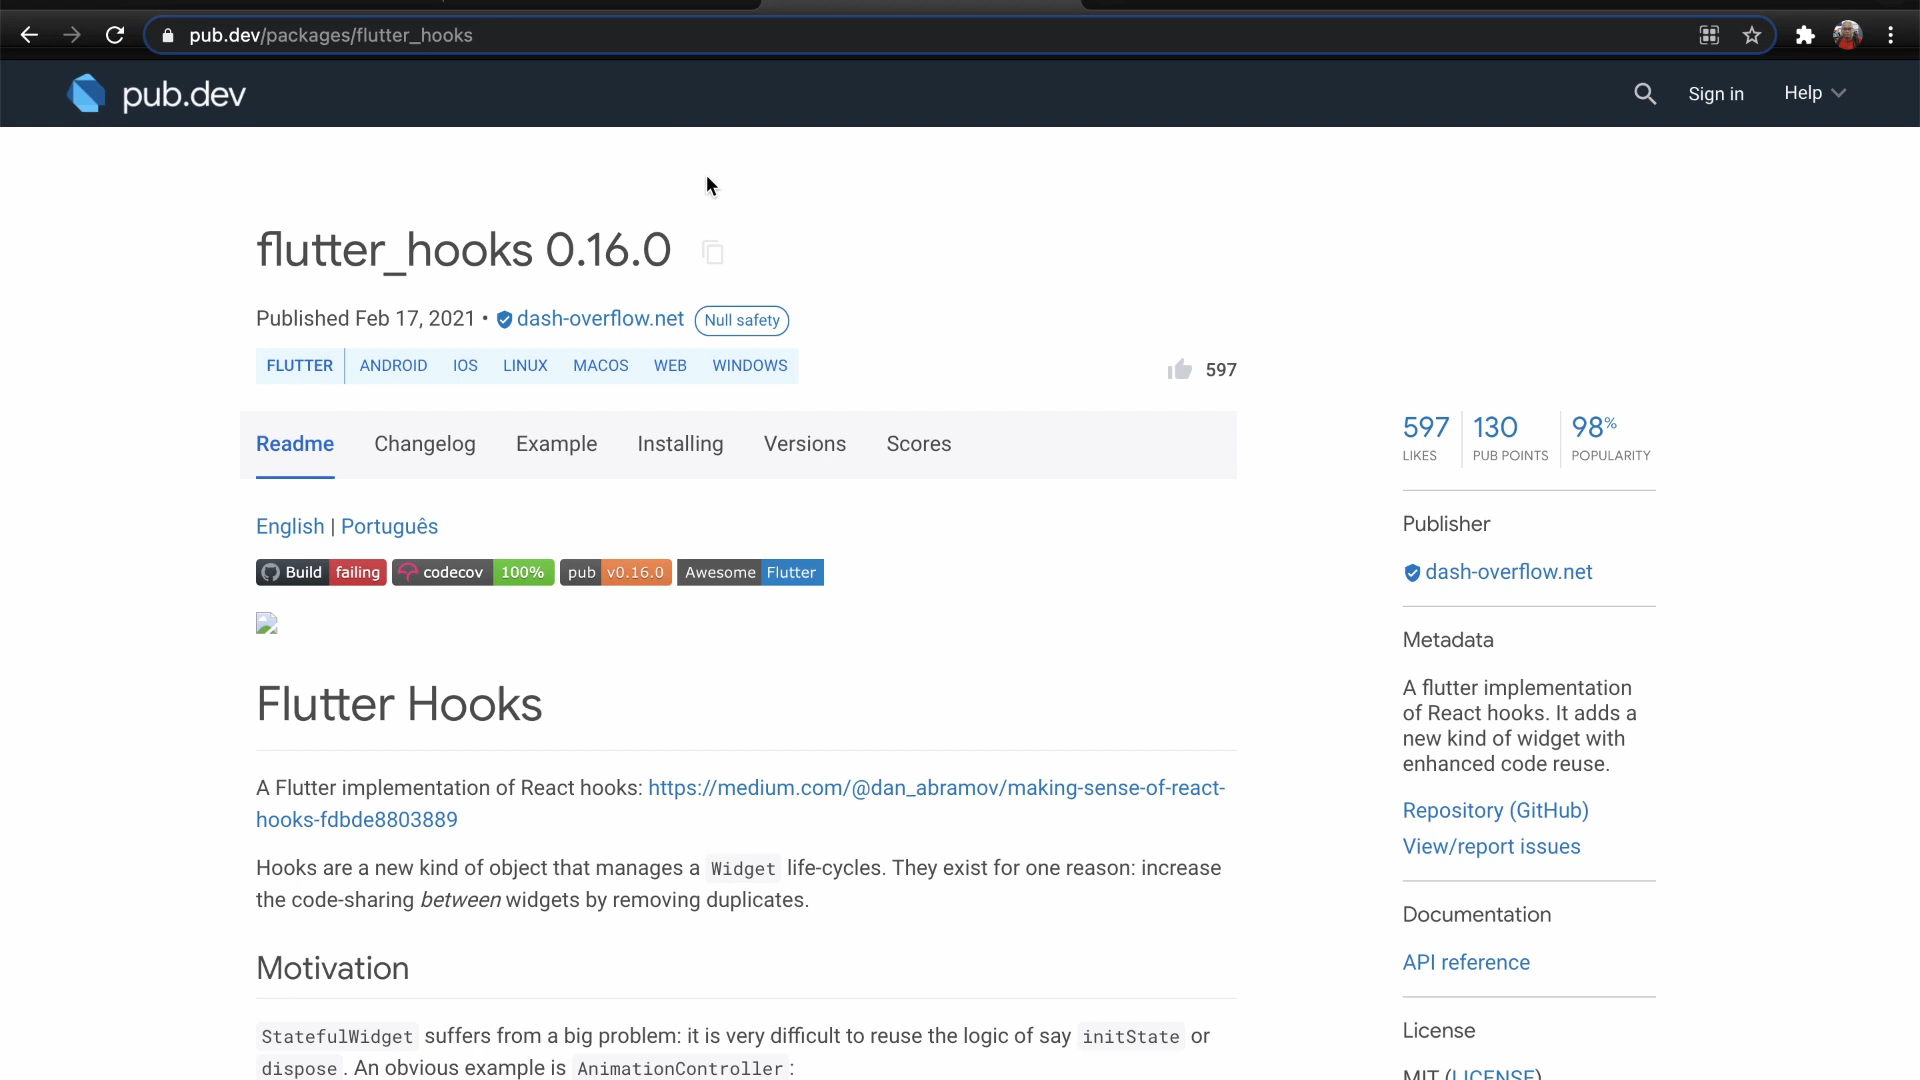 pub.dev/packages/flutter_hooks
pub.dev
Sign in
Help
flutter_hooks 0.16.0
Published Feb 17, 2021 • dash-overflow.net Null safety
FLUTTER ANDROID IOS LINUX MACOS WEB WINDOWS
597
Readme Changelog Example Installing Versions Scores
English | Português
Build failing codecov 100% pub v0.16.0 Awesome Flutter
Flutter Hooks
A Flutter implementation of React hooks: https://medium.com/@dan_abramov/making-sense-of-react-
hooks-fdbde8803889
Hooks are a new kind of object that manages a Widget life-cycles. They exist for one reason: increase
the code-sharing between widgets by removing duplicates.
Motivation
StatefulWidget suffers from a big problem: it is very difficult to reuse the logic of say initState or
dispose. An obvious example is AnimationController:
597 130 98%
LIKES PUB POINTS POPULARITY
Publisher
dash-overflow.net
Metadata
A flutter implementation
of React hooks. It adds a
new kind of widget with
enhanced code reuse.
Repository (GitHub)
View/report issues
Documentation
API reference
License
MIT (LICENSE)